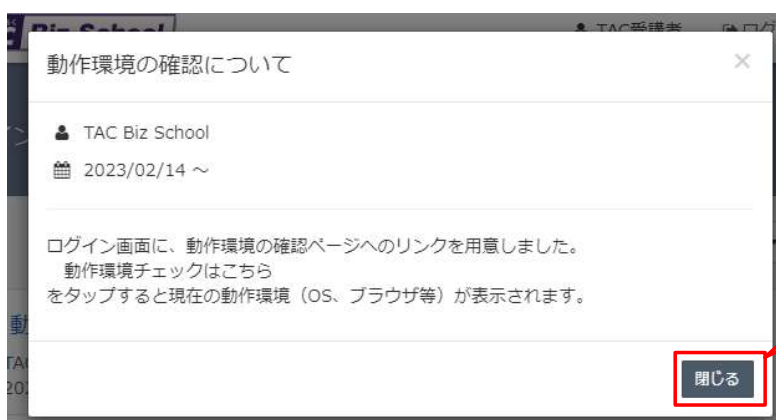 Biz School
TAC受講者
動作環境の確認について
×
TAC Biz School
2023/02/14 ～
ログイン画面に、動作環境の確認ページへのリンクを用意しました。
動作環境チェックはこちら
をタップすると現在の動作環境（OS、ブラウザ等）が表示されます。
閉じる